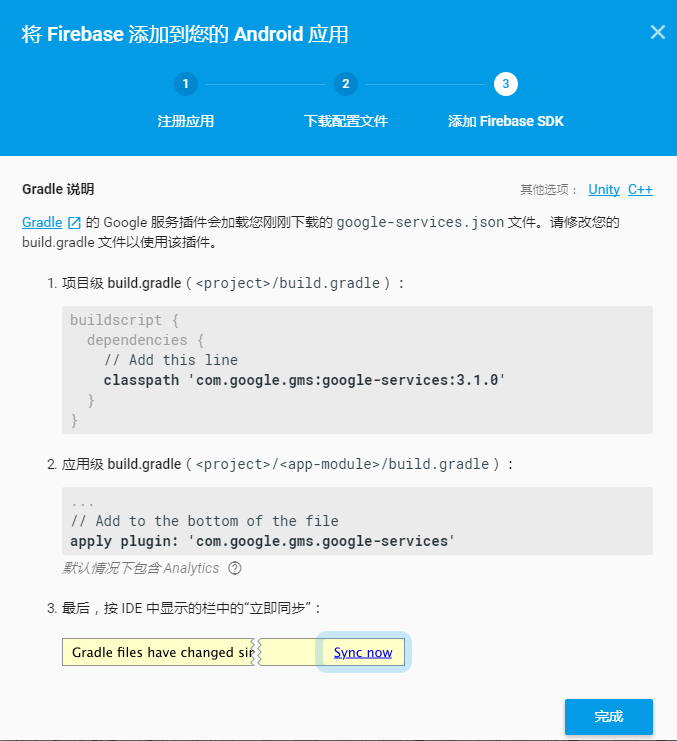 将 Firebase 添加到您的 Android 应用
1
2
3
注册应用
下载配置文件
添加 Firebase SDK
Gradle 说明
其他选项： Unity C++
Gradle 的 Google 服务插件会加载您刚刚下载的 google-services.json 文件。请修改您的
build.gradle 文件以使用该插件。
1. 项目级 build.gradle（<project>/build.gradle）：
buildscript {
dependencies {
// Add this line
classpath 'com.google.gms:google-services:3.1.0'
}
}
2. 应用级 build.gradle（<project>/<app-module>/build.gradle）：
...
// Add to the bottom of the file
apply plugin: 'com.google.gms.google-services'
默认情况下包含 Analytics ?
3. 最后，按 IDE 中显示的栏中的“立即同步”：
Gradle files have changed sin
Sync now
完成